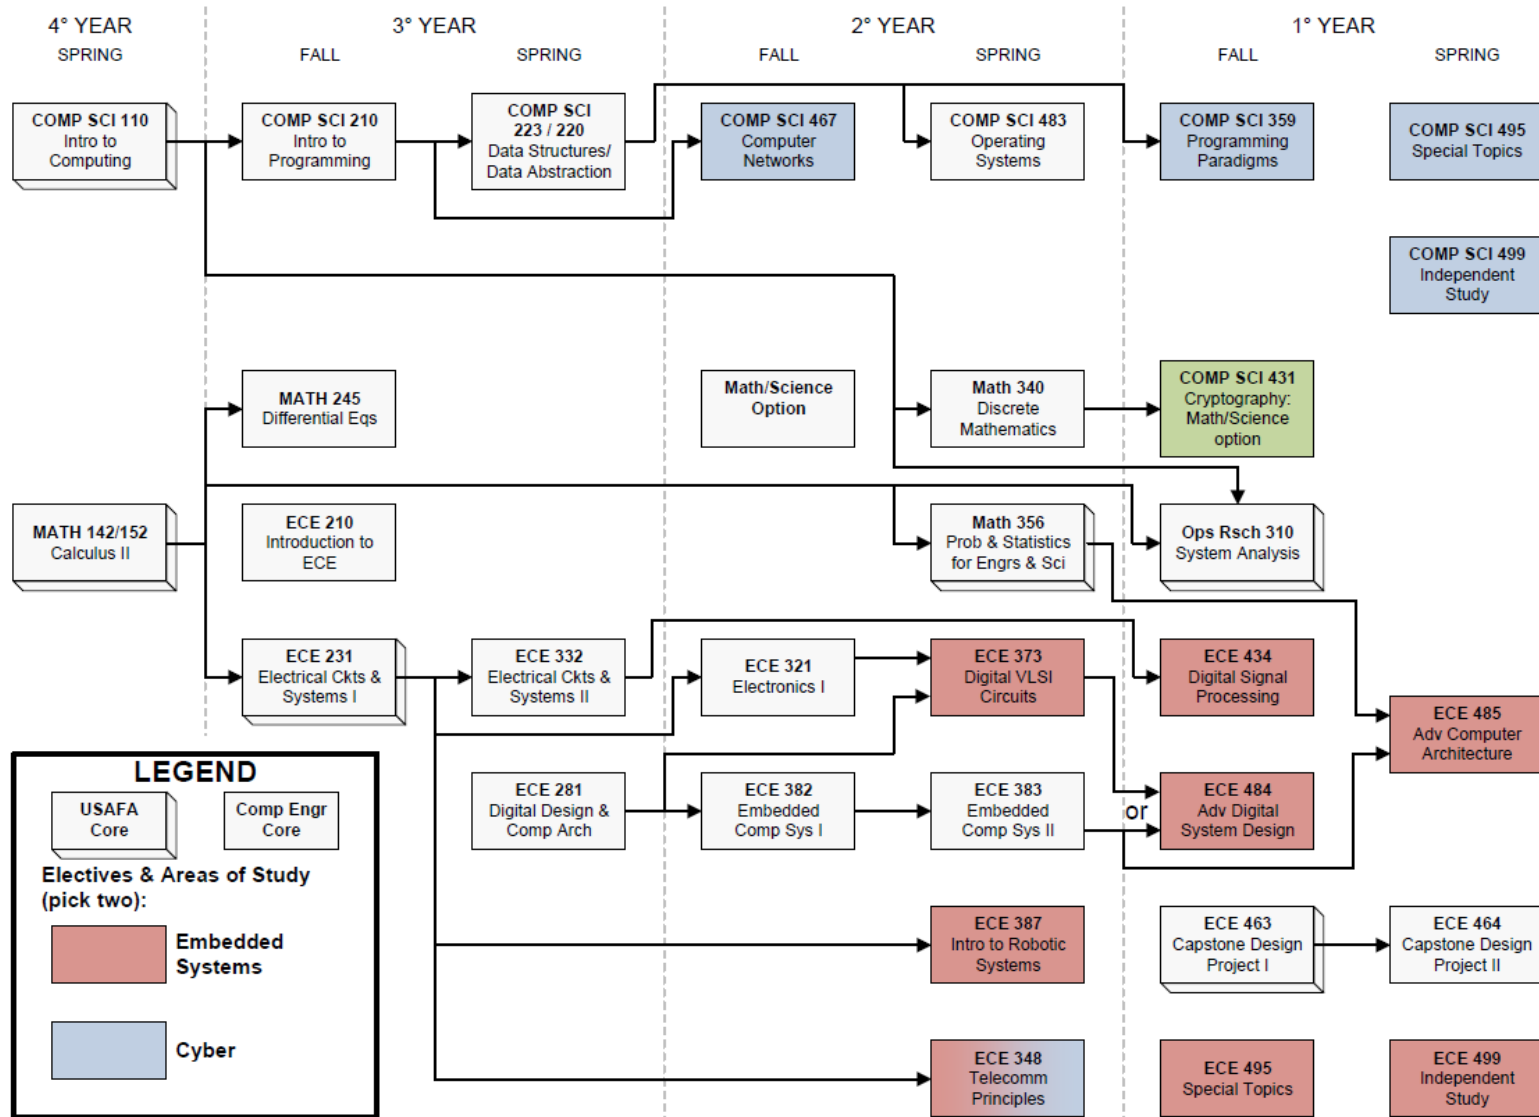 4° YEAR
3° YEAR
2° YEAR
1° YEAR
SPRING
FALL
SPRING
FALL
SPRING
FALL
SPRING
COMP SCI 110
Intro to
Computing
COMP SCI 210
Intro to
Programming
COMP SCI
223 / 220
Data Structures/
Data Abstraction
COMP SCI 467
Computer
Networks
COMP SCI 483
Operating
Systems
COMP SCI 359
Programming
Paradigms
COMP SCI 495
Special Topics
COMP SCI 499
Independent
Study
MATH 245
Differential Eqs
Math/Science
Option
Math 340
Discrete
Mathematics
COMP SCI 431
Cryptography:
Math/Science
option
MATH 142/152
Calculus II
ECE 210
Introduction to
ECE
Math 356
Prob & Statistics
for Engrs & Sci
Ops Rsch 310
System Analysis
ECE 231
Electrical Ckts &
Systems I
ECE 332
Electrical Ckts &
Systems II
ECE 321
Electronics I
ECE 373
Digital VLSI
Circuits
ECE 434
Digital Signal
Processing
ECE 485
Adv Computer
Architecture
ECE 281
Digital Design &
Comp Arch
ECE 382
Embedded
Comp Sys I
ECE 383
Embedded
Comp Sys II
or
ECE 484
Adv Digital
System Design
ECE 387
Intro to Robotic
Systems
ECE 463
Capstone Design
Project I
ECE 464
Capstone Design
Project II
ECE 348
Telecomm
Principles
ECE 495
Special Topics
ECE 499
Independent
Study
LEGEND
USAFA
Core
Comp Engr
Core
Electives & Areas of Study
(pick two):
Embedded
Systems
Cyber